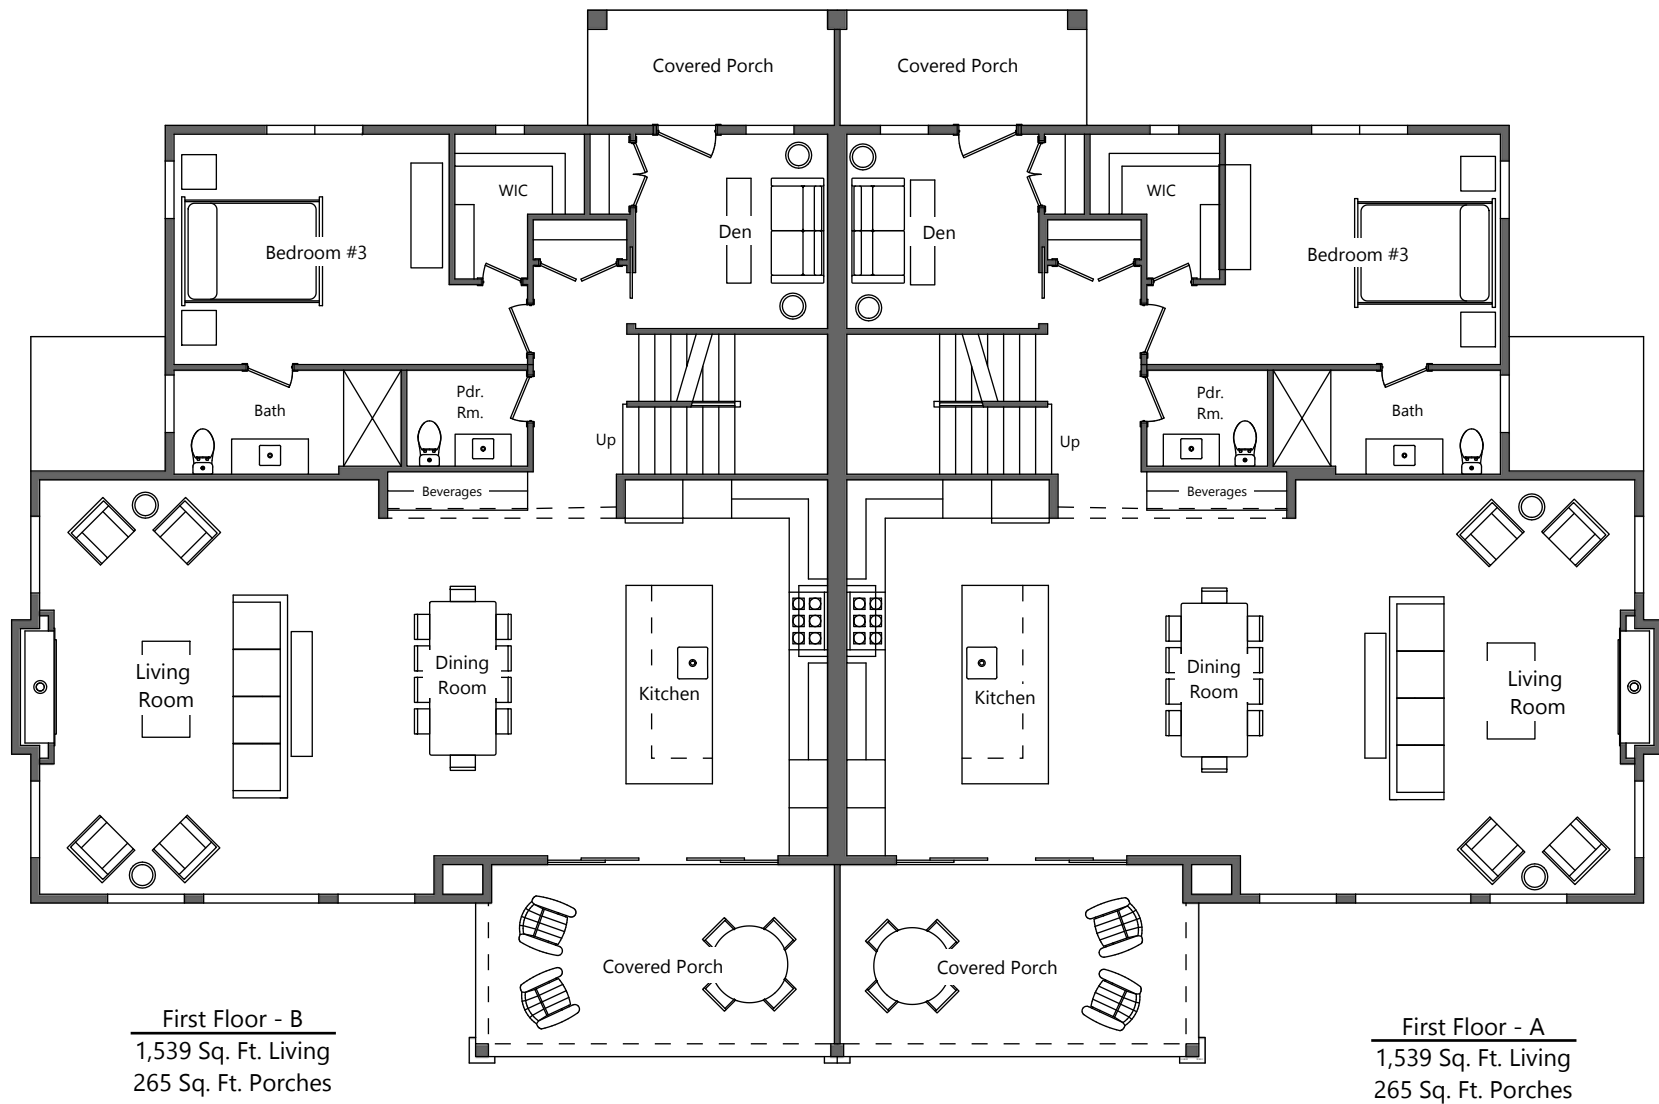 Covered Porch
Covered Porch
WIC
WIC
Den
Den
Bedroom #3
Bedroom #3
Pdr.
Rm.
Bath
Up
Pdr.
Rm.
Bath
Up
Beverages
Beverages
Living
Room
Dining
Room
Kitchen
Kitchen
Dining
Room
Living
Room
Covered Porch
Covered Porch
First Floor - B
1,539 Sq. Ft. Living
265 Sq. Ft. Porches
First Floor - A
1,539 Sq. Ft. Living
265 Sq. Ft. Porches